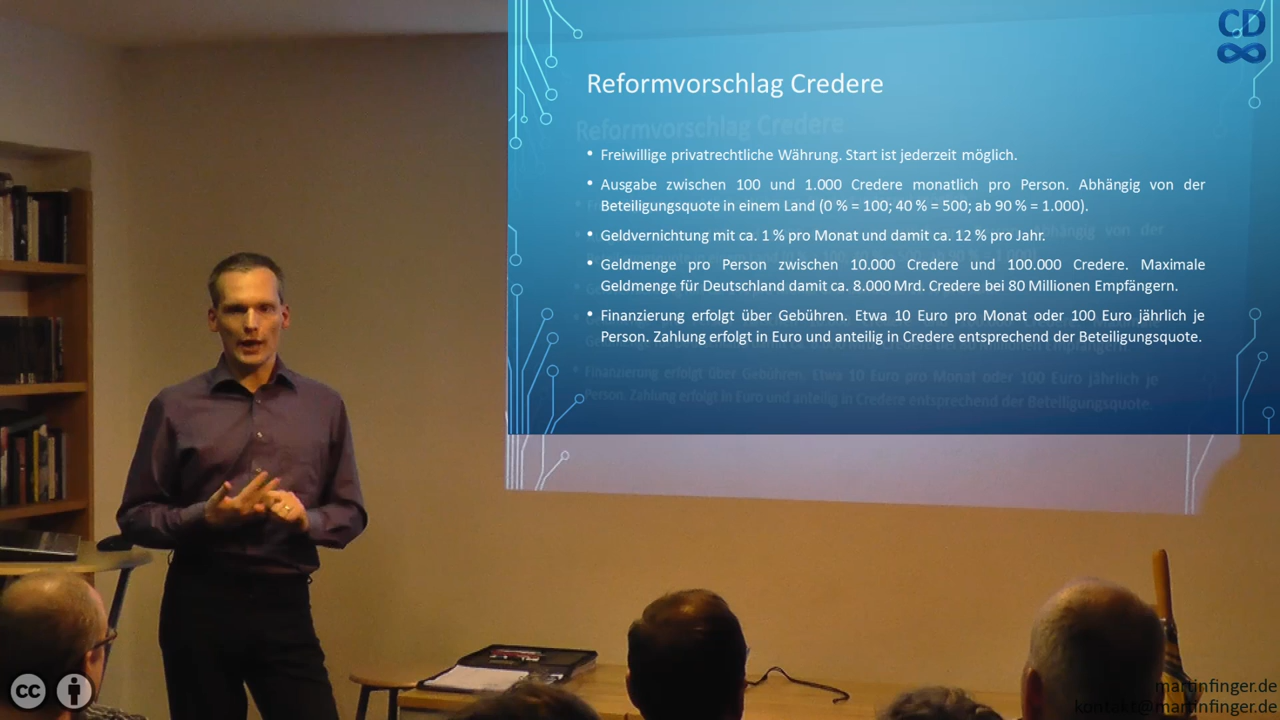 CD
Reformvorschlag Credere
• Freiwillige privatrechtliche Währung. Start ist jederzeit möglich.
• Ausgabe zwischen 100 und 1.000 Credere monatlich pro Person. Abhängig von der
Beteiligungsquote in einem Land (0 % = 100; 40 % = 500; ab 90 % = 1.000).
• Geldvernichtung mit ca. 1 % pro Monat und damit ca. 12 % pro Jahr.
• Geldmenge pro Person zwischen 10.000 Credere und 100.000 Credere. Maximale
Geldmenge für Deutschland damit ca. 8.000 Mrd. Credere bei 80 Millionen Empfängern.
• Finanzierung erfolgt über Gebühren. Etwa 10 Euro pro Monat oder 100 Euro jährlich je
Person. Zahlung erfolgt in Euro und anteilig in Credere entsprechend der Beteiligungsquote.
cc
martinfinger.de
kontakt@martinfinger.de